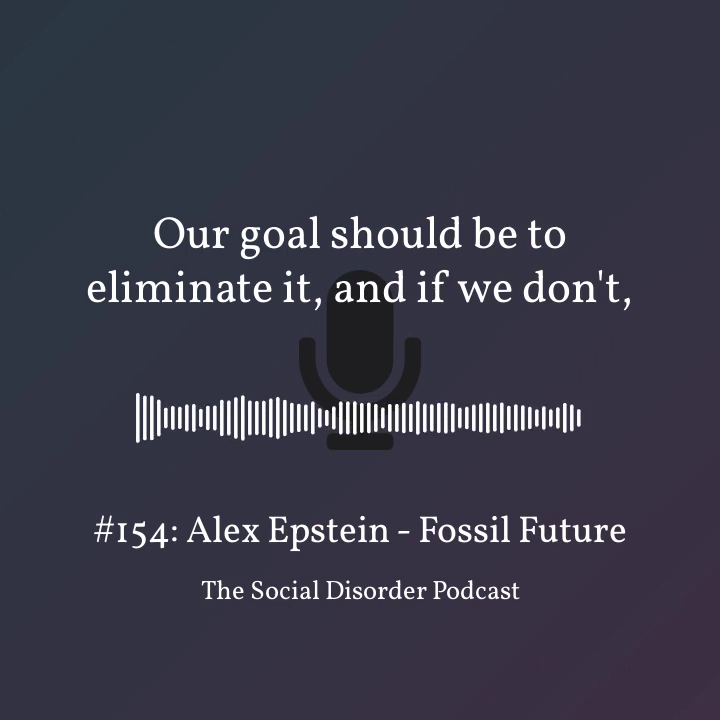 Our goal should be to
eliminate it, and if we don't,
#154: Alex Epstein - Fossil Future
The Social Disorder Podcast